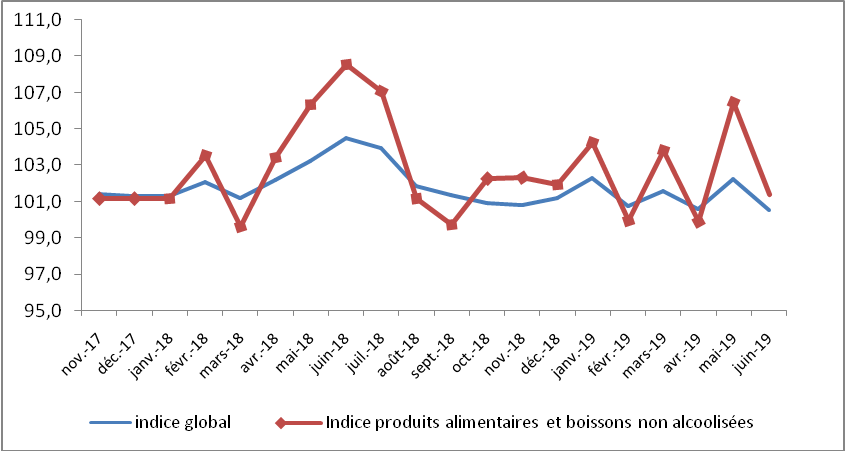 111,0
109,0
107,0
105,0
103,0
101,0
99,0
97,0
95,0
nov.-17
déc.-17
janv.-18
févr.-18
mars-18
avr.-18
mai-18
juin-18
juil.-18
août-18
sept.-18
oct.-18
nov.-18
déc.-18
janv.-19
févr.-19
mars-19
avr.-19
mai-19
juin-19
indice global
Indice produits alimentaires et boissons non alcoolisées